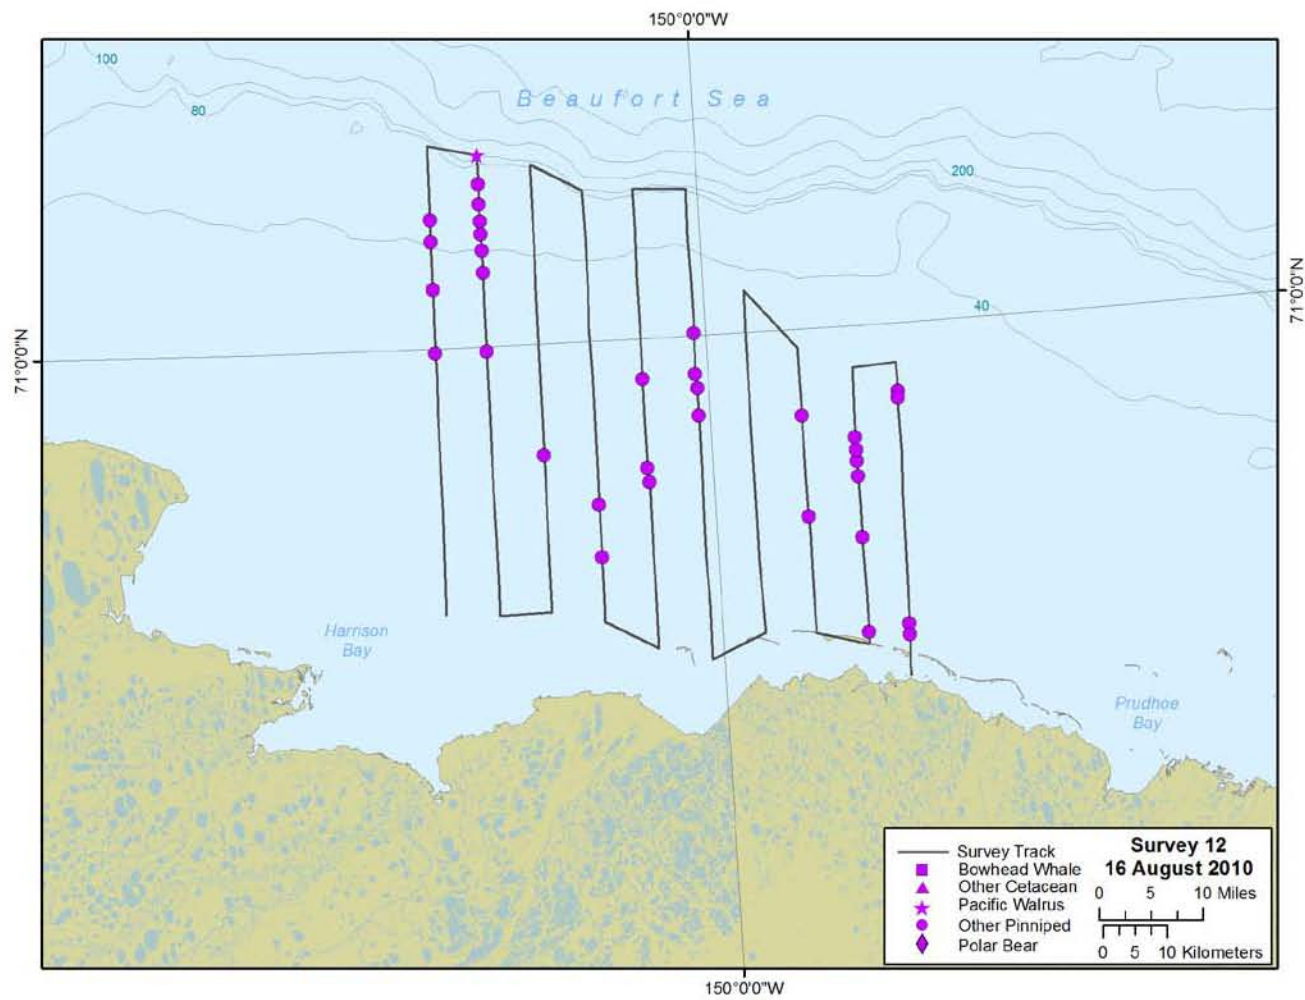 150°0'0"W
100
80
Beaufort Sea
200
40
71°0'0"N
71°0'0"N
Harrison
Bay
Prudhoe
Bay
Survey Track
Bowhead Whale
Other Cetacean
Pacific Walrus
Other Pinniped
Polar Bear
Survey 12
16 August 2010
0 5 10 Miles
0 5 10 Kilometers
150°0'0"W